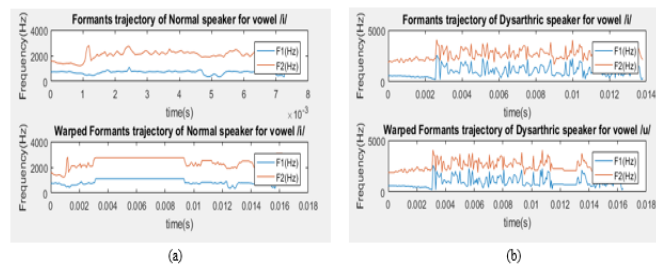 Formants trajectory of Normal speaker for vowel /i/
Frequency(Hz)
4000
2000
0
F1(Hz)
F2(Hz)
0 1 2 3 4 5 6 7 8
time(s)
× 10⁻³
Warped Formants trajectory of Normal speaker for vowel /i/
Frequency(Hz)
4000
2000
0
F1(Hz)
F2(Hz)
0 0.002 0.004 0.006 0.008 0.01 0.012 0.014 0.016 0.018
time(s)
(a)
Formants trajectory of Dysarthric speaker for vowel /i/
Frequency(Hz)
5000
0
F1(Hz)
F2(Hz)
0 0.002 0.004 0.006 0.008 0.01 0.012 0.014
time(s)
Warped Formants trajectory of Dysarthric speaker for vowel /u/
Frequency(Hz)
5000
0
F1(Hz)
F2(Hz)
0 0.002 0.004 0.006 0.008 0.01 0.012 0.014 0.016 0.018
time(s)
(b)